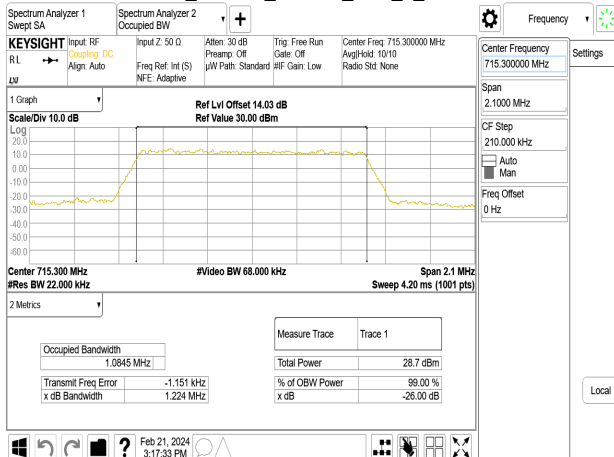 Spectrum Analyzer 1
Swept SA
Spectrum Analyzer 2
Occupied BW
+
Frequency
KEYSIGHT
R L
LXI
Input: RF
Coupling: DC
Align: Auto
Input Z: 50 Ω
Freq Ref: Int (S)
NFE: Adaptive
Atten: 30 dB
Preamp: Off
µW Path: Standard
Trig: Free Run
Gate: Off
#IF Gain: Low
Center Freq: 715.300000 MHz
Avg|Hold: 10/10
Radio Std: None
Center Frequency
715.300000 MHz
Settings
Span
2.1000 MHz
CF Step
210.000 kHz
Auto
Man
Freq Offset
0 Hz
Local
1 Graph
Scale/Div 10.0 dB
Ref Lvl Offset 14.03 dB
Ref Value 30.00 dBm
Log
20.0
10.0
0.00
-10.0
-20.0
-30.0
-40.0
-50.0
-60.0
Center 715.300 MHz
#Video BW 68.000 kHz
Span 2.1 MHz
#Res BW 22.000 kHz
Sweep 4.20 ms (1001 pts)
2 Metrics
Measure Trace Trace 1
Occupied Bandwidth
1.0845 MHz
Total Power 28.7 dBm
Transmit Freq Error -1.151 kHz
% of OBW Power 99.00 %
x dB Bandwidth 1.224 MHz
x dB -26.00 dB
?
Feb 21, 2024
3:17:33 PM